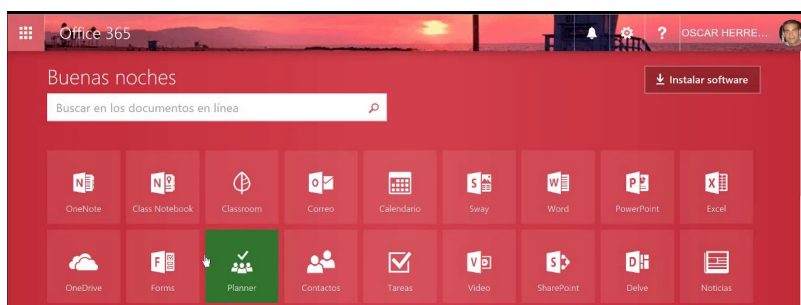 Office 365 ? OSCAR HERRE...
Buenas noches
Instalar software
Buscar en los documentos en línea
OneNote Class Notebook Classroom Correo Calendario Sway Word PowerPoint Excel
OneDrive Forms Planner Contactos Tareas Video SharePoint Delve Noticias